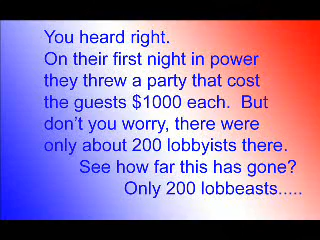 You heard right.
On their first night in power
they threw a party that cost
the guests $1000 each.  But
don't you worry, there were
only about 200 lobbyists there.
See how far this has gone?
Only 200 lobbeasts.....